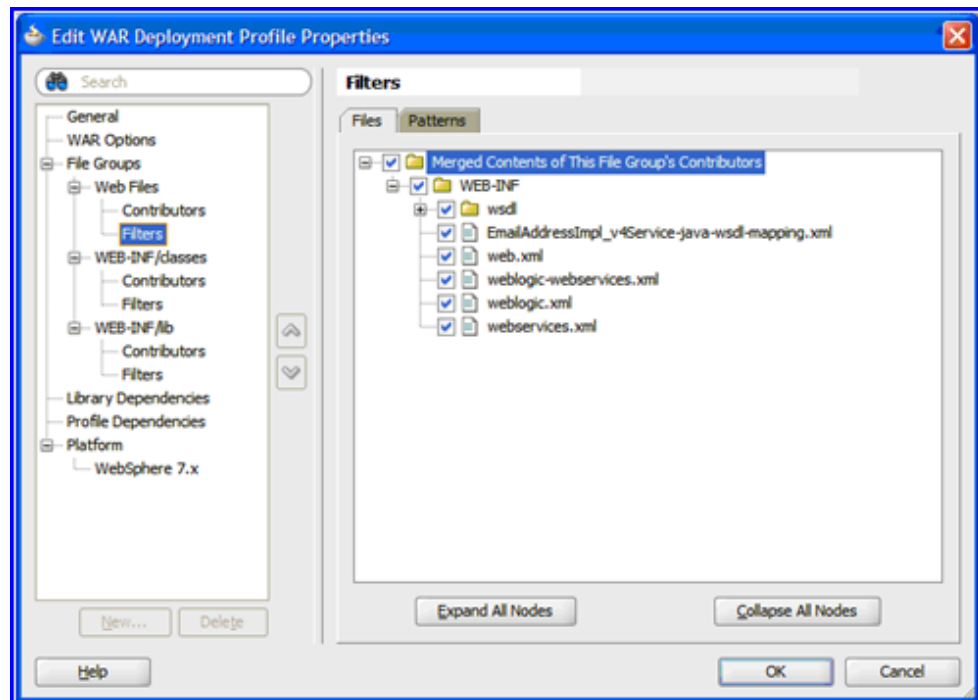 Edit WAR Deployment Profile Properties
Search
General
WAR Options
File Groups
Web Files
Contributors
Filters
WEB-INF/classes
Contributors
Filters
WEB-INF/lib
Contributors
Filters
Library Dependencies
Profile Dependencies
Platform
WebSphere 7.x
New...
Delete
Filters
Files
Patterns
Merged Contents of This File Group's Contributors
WEB-INF
wsdl
EmailAddressImpl_v4Service-java-wsdl-mapping.xml
web.xml
weblogic-webservices.xml
weblogic.xml
webservices.xml
Expand All Nodes
Collapse All Nodes
Help
OK
Cancel